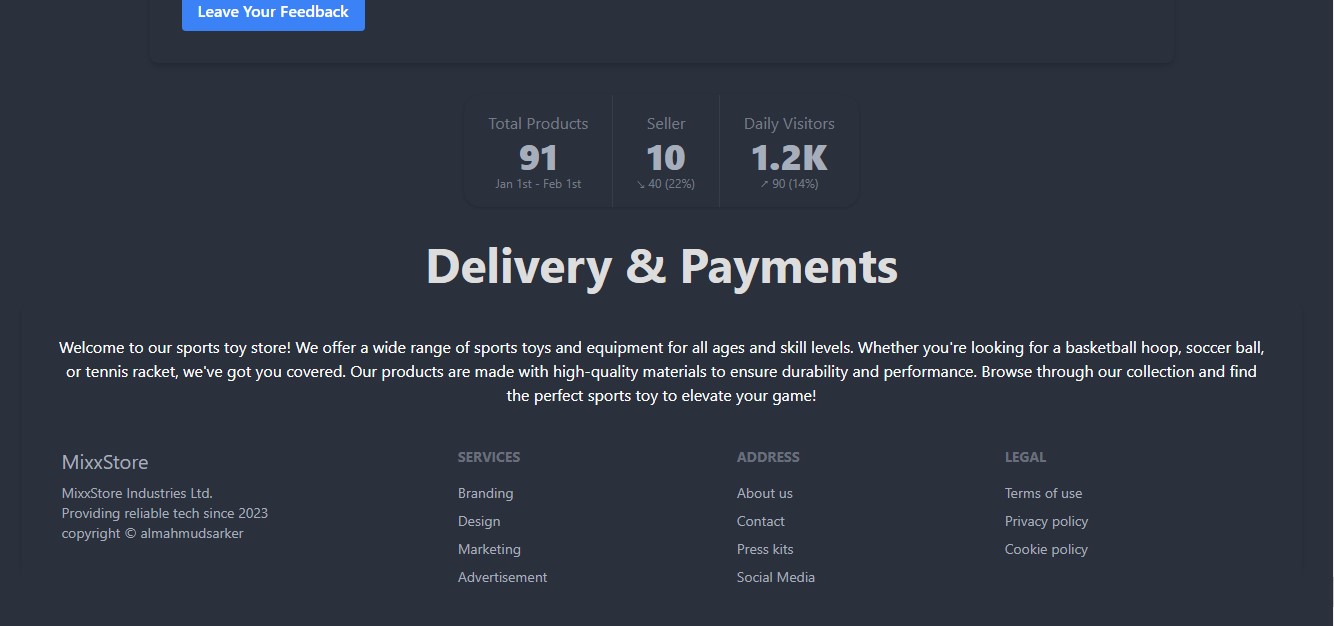 Leave Your Feedback
Total Products
91
Jan 1st - Feb 1st
Seller
10
↘︎ 40 (22%)
Daily Visitors
1.2K
↗︎ 90 (14%)
Delivery & Payments
Welcome to our sports toy store! We offer a wide range of sports toys and equipment for all ages and skill levels. Whether you're looking for a basketball hoop, soccer ball,
or tennis racket, we've got you covered. Our products are made with high-quality materials to ensure durability and performance. Browse through our collection and find
the perfect sports toy to elevate your game!
MixxStore
MixxStore Industries Ltd.
Providing reliable tech since 2023
copyright © almahmudsarker
SERVICES
Branding
Design
Marketing
Advertisement
ADDRESS
About us
Contact
Press kits
Social Media
LEGAL
Terms of use
Privacy policy
Cookie policy